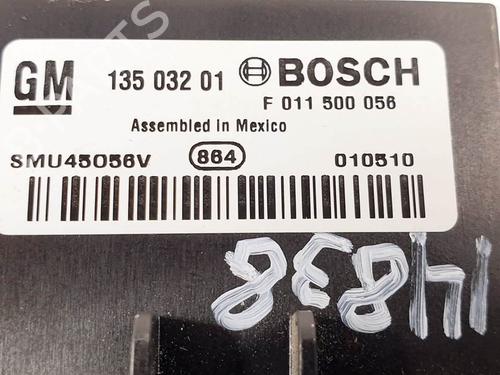 GM 135 032 01 BOSCH
F 011 500 056
Assembled in Mexico
SMU45056V 864 010510
14838